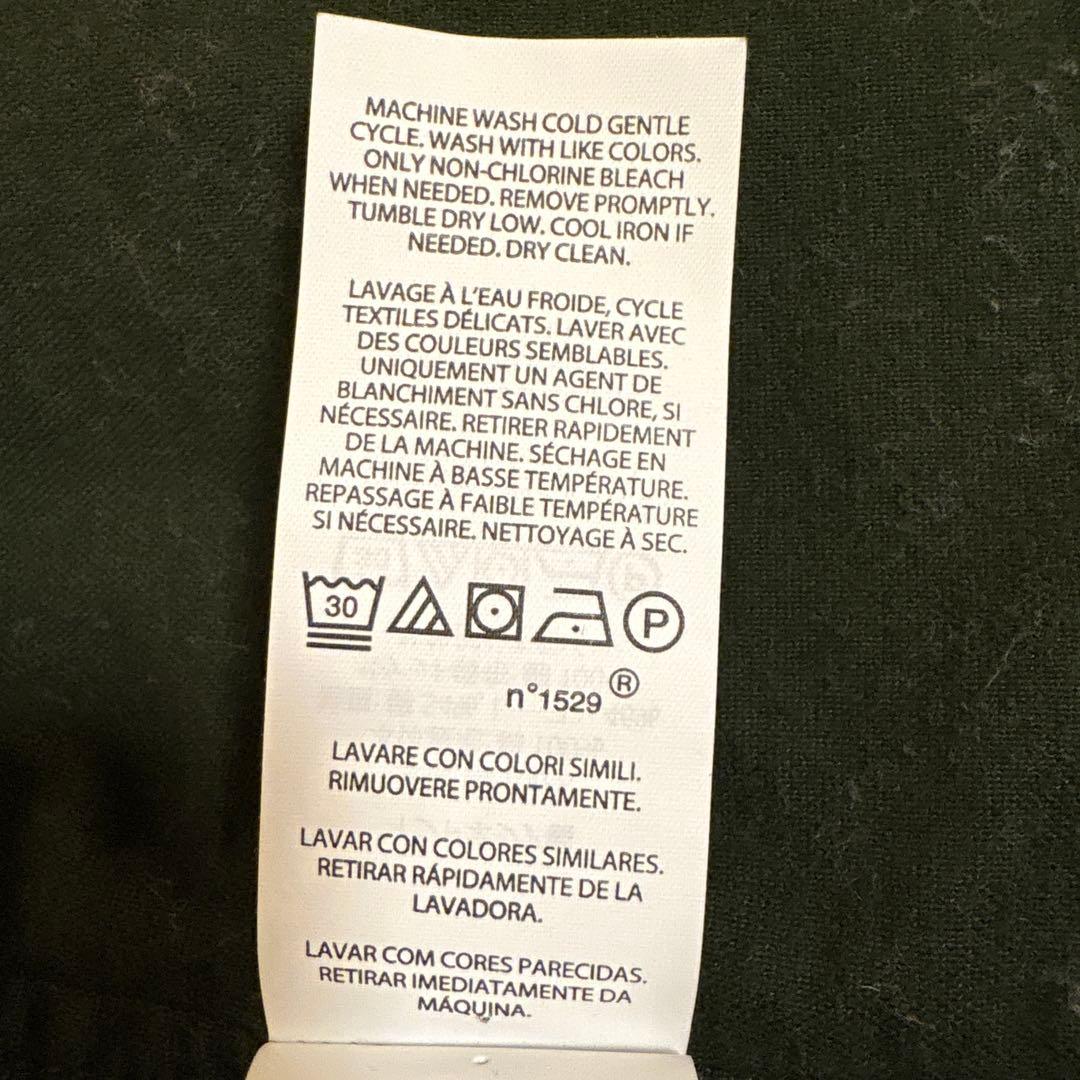 MACHINE WASH COLD GENTLE
CYCLE. WASH WITH LIKE COLORS.
ONLY NON-CHLORINE BLEACH
WHEN NEEDED. REMOVE PROMPTLY.
TUMBLE DRY LOW. COOL IRON IF
NEEDED. DRY CLEAN.
LAVAGE À L'EAU FROIDE, CYCLE
TEXTILES DÉLICATS. LAVER AVEC
DES COULEURS SEMBLABLES.
UNIQUEMENT UN AGENT DE
BLANCHIMENT SANS CHLORE, SI
NÉCESSAIRE. RETIRER RAPIDEMENT
DE LA MACHINE. SÉCHAGE EN
MACHINE À BASSE TEMPÉRATURE.
REPASSAGE À FAIBLE TEMPÉRATURE
SI NÉCESSAIRE. NETTOYAGE À SEC.
30 P
n°1529 ®
LAVARE CON COLORI SIMILI.
RIMUOVERE PRONTAMENTE.
LAVAR CON COLORES SIMILARES.
RETIRAR RÁPIDAMENTE DE LA
LAVADORA.
LAVAR COM CORES PARECIDAS.
RETIRAR IMEDIATAMENTE DA
MÁQUINA.